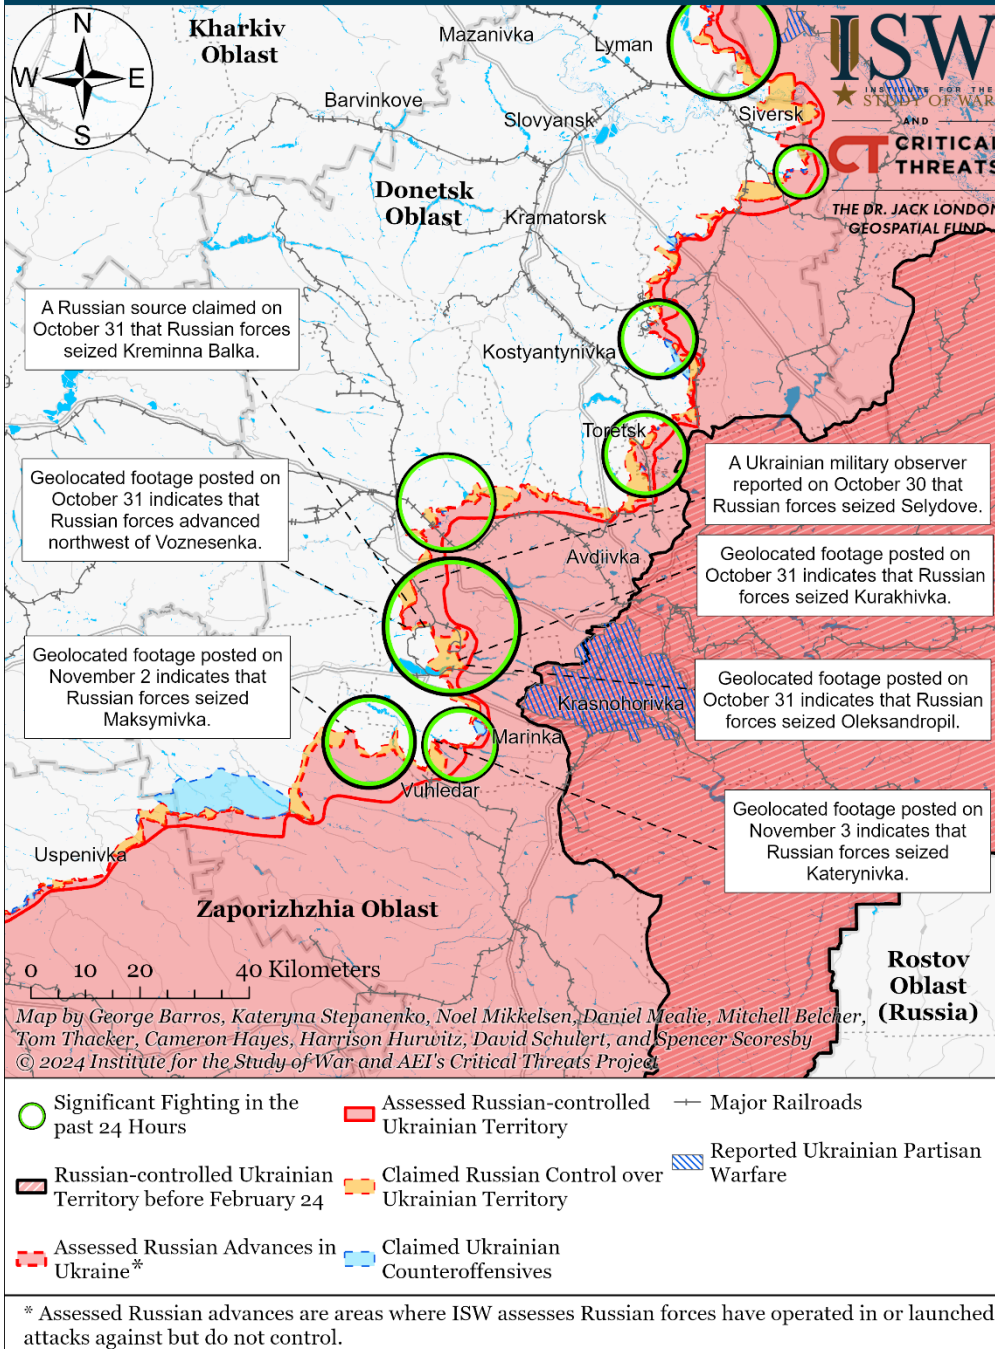 N
W E
S
Kharkiv
Oblast
Mazanivka
Lyman
ISW
INSTITUTE FOR THE
STUDY OF WAR
AND
CT CRITICAL
THREATS
THE DR. JACK LONDON
GEOSPATIAL FUND
Barvinkove
Slovyansk
Siversk
Donetsk
Oblast
Kramatorsk
A Russian source claimed on
October 31 that Russian forces
seized Kreminna Balka.
Kostyantynivka
Toretsk
Geolocated footage posted on
October 31 indicates that
Russian forces advanced
northwest of Voznesenka.
A Ukrainian military observer
reported on October 30 that
Russian forces seized Selydove.
Avdiivka
Geolocated footage posted on
October 31 indicates that Russian
forces seized Kurakhivka.
Geolocated footage posted on
November 2 indicates that
Russian forces seized
Maksymivka.
Geolocated footage posted on
October 31 indicates that Russian
forces seized Oleksandropil.
Krasnohorivka
Marinka
Vuhledar
Geolocated footage posted on
November 3 indicates that
Russian forces seized
Katerynivka.
Uspenivka
Zaporizhzhia Oblast
Rostov
Oblast
(Russia)
0 10 20 40 Kilometers
Map by George Barros, Kateryna Stepanenko, Noel Mikkelsen, Daniel Mealie, Mitchell Belcher,
Tom Thacker, Cameron Hayes, Harrison Hurwitz, David Schulert, and Spencer Scoresby
© 2024 Institute for the Study of War and AEI's Critical Threats Project
Significant Fighting in the
past 24 Hours
Russian-controlled Ukrainian
Territory before February 24
Assessed Russian Advances in
Ukraine*
Assessed Russian-controlled
Ukrainian Territory
Claimed Russian Control over
Ukrainian Territory
Claimed Ukrainian
Counteroffensives
Major Railroads
Reported Ukrainian Partisan
Warfare
* Assessed Russian advances are areas where ISW assesses Russian forces have operated in or launched
attacks against but do not control.